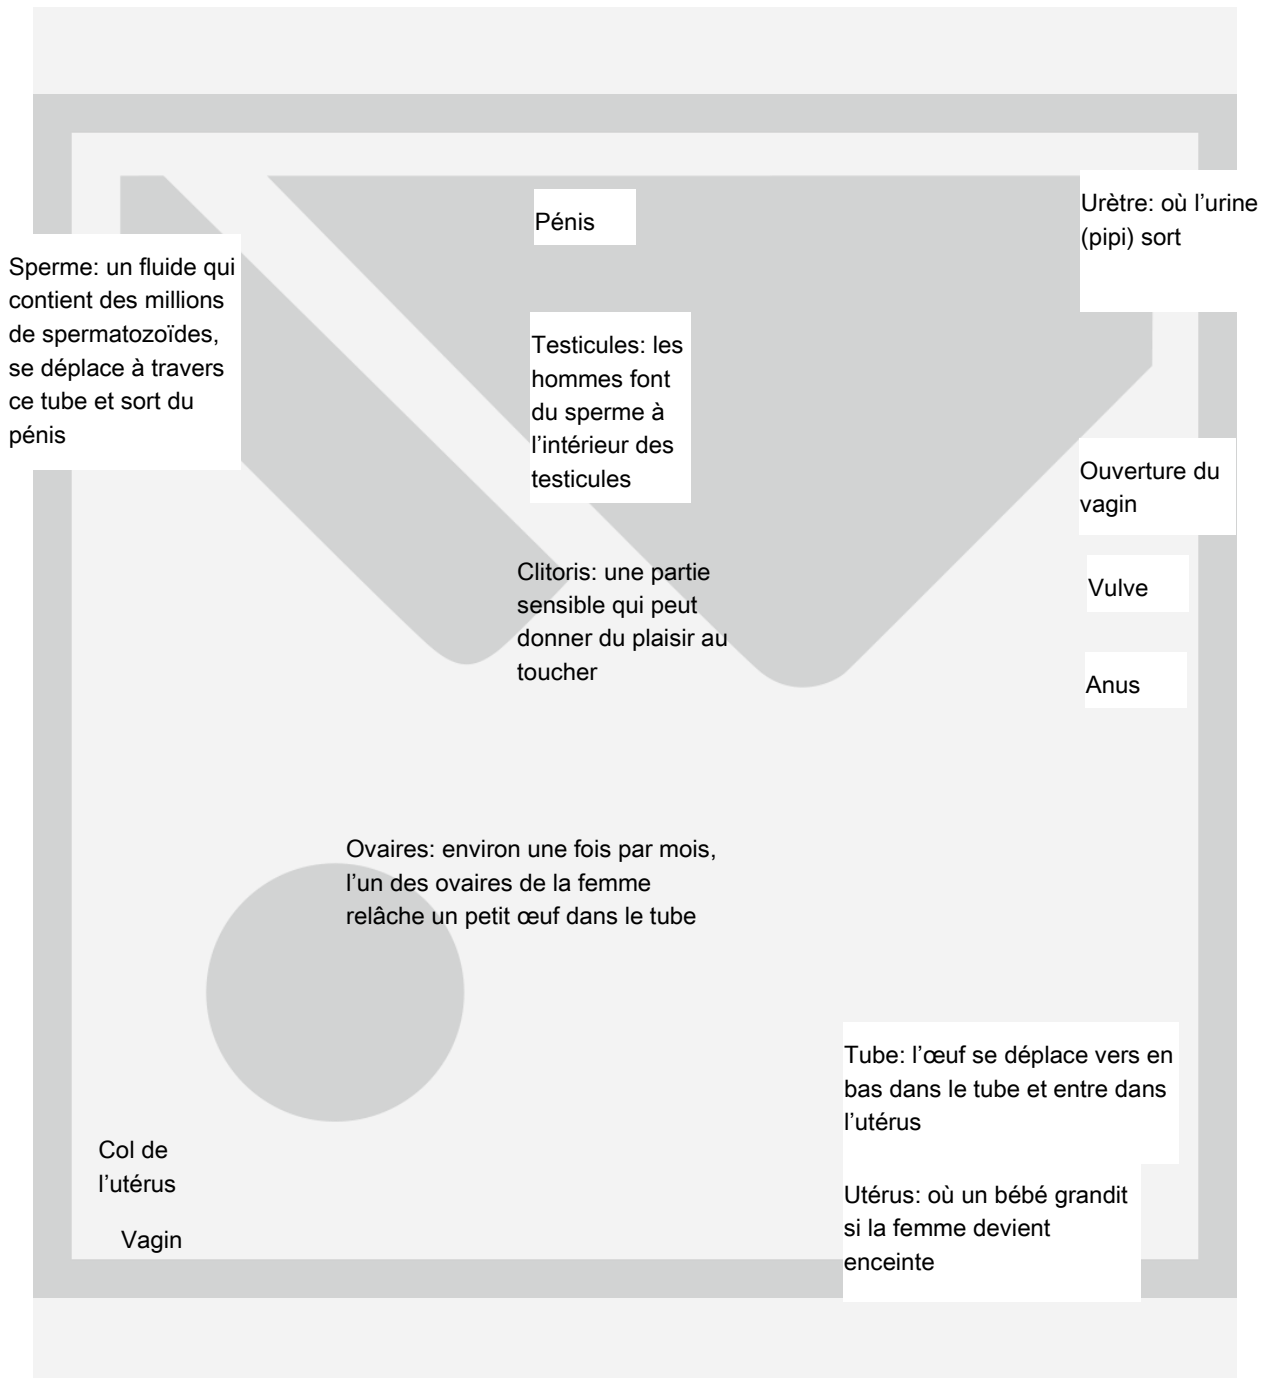 Pénis
Urètre: où l’urine
(pipi) sort
Sperme: un fluide qui
contient des millions
de spermatozoïdes,
se déplace à travers
ce tube et sort du
pénis
Testicules: les
hommes font
du sperme à
l’intérieur des
testicules
Ouverture du
vagin
Clitoris: une partie
sensible qui peut
donner du plaisir au
toucher
Vulve
Anus
Ovaires: environ une fois par mois,
l’un des ovaires de la femme
relâche un petit œuf dans le tube
Tube: l’œuf se déplace vers en
bas dans le tube et entre dans
l’utérus
Col de
l’utérus
Vagin
Utérus: où un bébé grandit
si la femme devient
enceinte